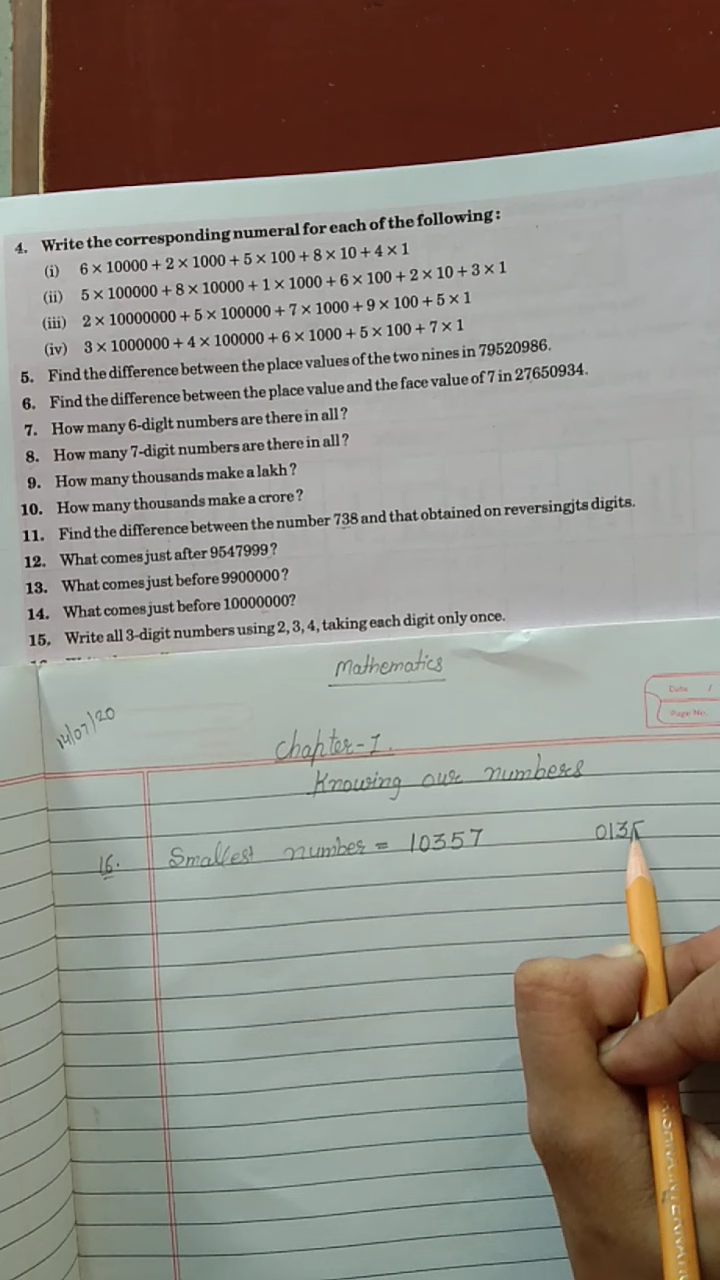 4. Write the corresponding numeral for each of the following:
(i) 6 × 10000 + 2 × 1000 + 5 × 100 + 8 × 10 + 4 × 1
(ii) 5 × 100000 + 8 × 10000 + 1 × 1000 + 6 × 100 + 2 × 10 + 3 × 1
(iii) 2 × 10000000 + 5 × 100000 + 7 × 1000 + 9 × 100 + 5 × 1
(iv) 3 × 1000000 + 4 × 100000 + 6 × 1000 + 5 × 100 + 7 × 1
5. Find the difference between the place values of the two nines in 79520986.
6. Find the difference between the place value and the face value of 7 in 27650934.
7. How many 6-digit numbers are there in all?
8. How many 7-digit numbers are there in all?
9. How many thousands make a lakh?
10. How many thousands make a crore?
11. Find the difference between the number 738 and that obtained on reversing its digits.
12. What comes just after 9547999?
13. What comes just before 9900000?
14. What comes just before 10000000?
15. Write all 3-digit numbers using 2, 3, 4, taking each digit only once.
Mathematics
Date /
Page No.
14/07/20
Chapter-1.
Knowing our numbers
16. Smallest number = 10357 0135